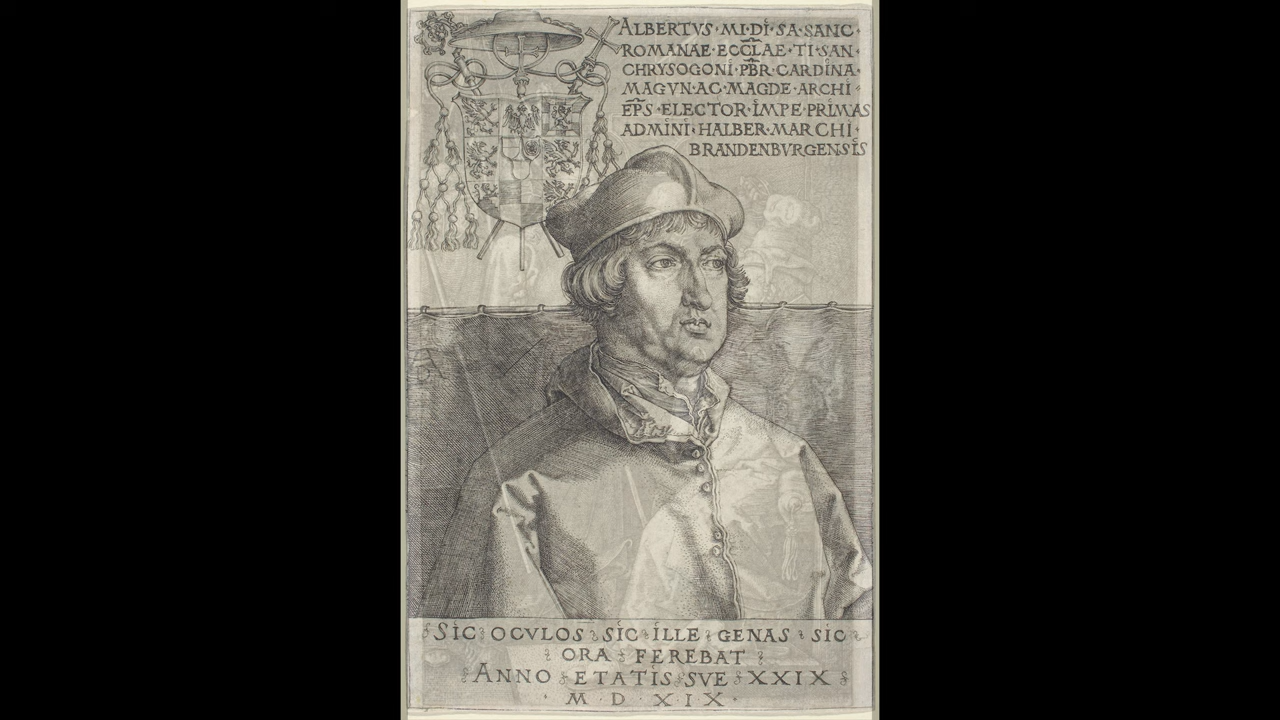 ALBERTVS · MI · DI · SA · SANC ·
ROMANAE · ECCLAE · TI · SAN ·
CHRYSOGONI · PBR · CARDINA ·
MAGVN · AC · MAGDE · ARCHI ·
EPS · ELECTOR · IMPE · PRIMAS
ADMINI · HALBER · MARCHI ·
BRANDENBVRGENSIS
SIC OCVLOS SIC ILLE GENAS SIC
ORA FEREBAT
ANNO ETATIS SVE XXIX
· M · D · X I X ·